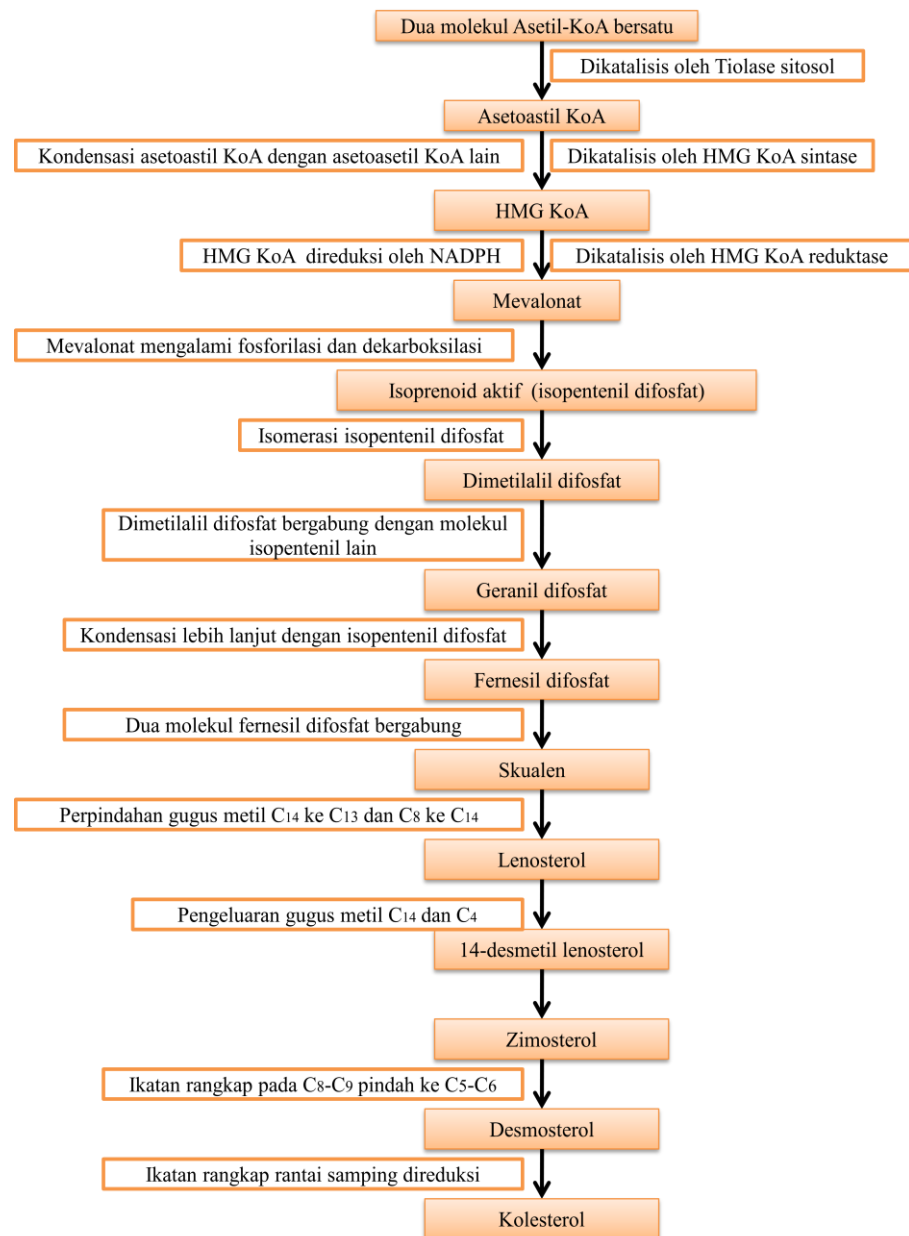 Dua molekul Asetil-KoA bersatu
Dikatalisis oleh Tiolase sitosol
Asetoastil KoA
Kondensasi asetoastil KoA dengan asetoasetil KoA lain
Dikatalisis oleh HMG KoA sintase
HMG KoA
HMG KoA direduksi oleh NADPH
Dikatalisis oleh HMG KoA reduktase
Mevalonat
Mevalonat mengalami fosforilasi dan dekarboksilasi
Isoprenoid aktif (isopentenil difosfat)
Isomerasi isopentenil difosfat
Dimetilalil difosfat
Dimetilalil difosfat bergabung dengan molekul
isopentenil lain
Geranil difosfat
Kondensasi lebih lanjut dengan isopentenil difosfat
Fernesil difosfat
Dua molekul fernesil difosfat bergabung
Skualen
Perpindahan gugus metil C14 ke C13 dan C8 ke C14
Lenosterol
Pengeluaran gugus metil C14 dan C4
14-desmetil lenosterol
Zimosterol
Ikatan rangkap pada C8-C9 pindah ke C5-C6
Desmosterol
Ikatan rangkap rantai samping direduksi
Kolesterol